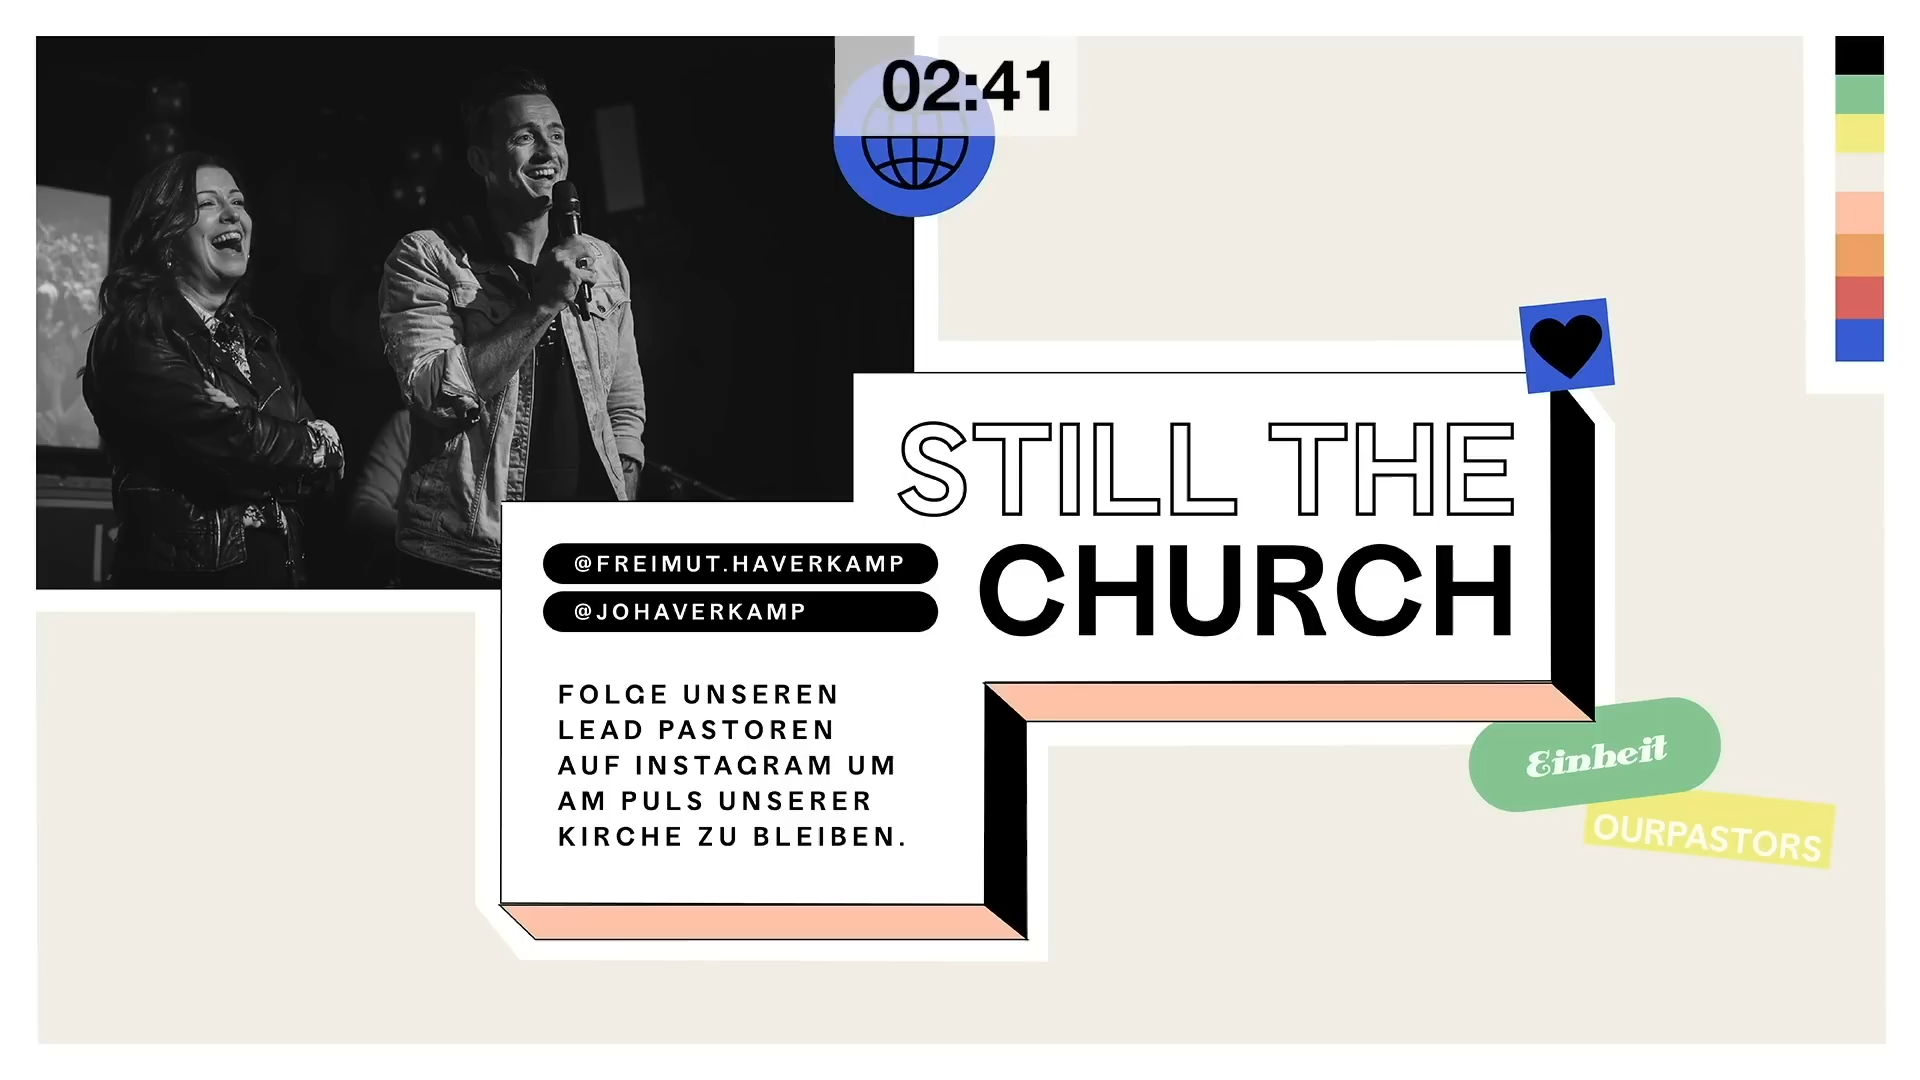 02:41
STILL THE
CHURCH
@FREIMUT.HAVERKAMP
@JOHAVERKAMP
FOLGE UNSEREN
LEAD PASTOREN
AUF INSTAGRAM UM
AM PULS UNSERER
KIRCHE ZU BLEIBEN.
Einheit
OURPASTORS